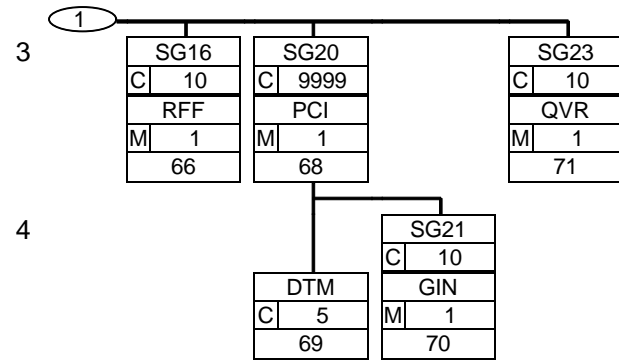 1
3
SG16 SG20 SG23
C 10 C 9999 C 10
RFF PCI QVR
M 1 M 1 M 1
66 68 71
4
SG21
C 10
DTM GIN
C 5 M 1
69 70